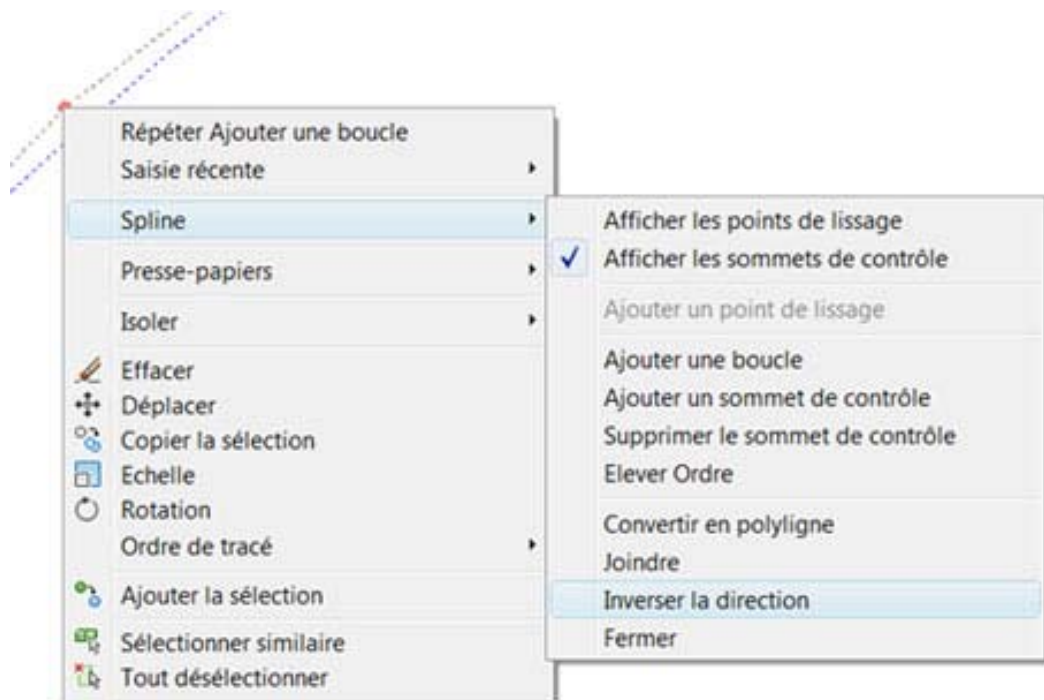 Répéter Ajouter une boucle
Saisie récente
Spline
Presse-papiers
Isoler
Effacer
Déplacer
Copier la sélection
Echelle
Rotation
Ordre de tracé
Ajouter la sélection
Sélectionner similaire
Tout désélectionner
Afficher les points de lissage
Afficher les sommets de contrôle
Ajouter un point de lissage
Ajouter une boucle
Ajouter un sommet de contrôle
Supprimer le sommet de contrôle
Elever Ordre
Convertir en polyligne
Joindre
Inverser la direction
Fermer